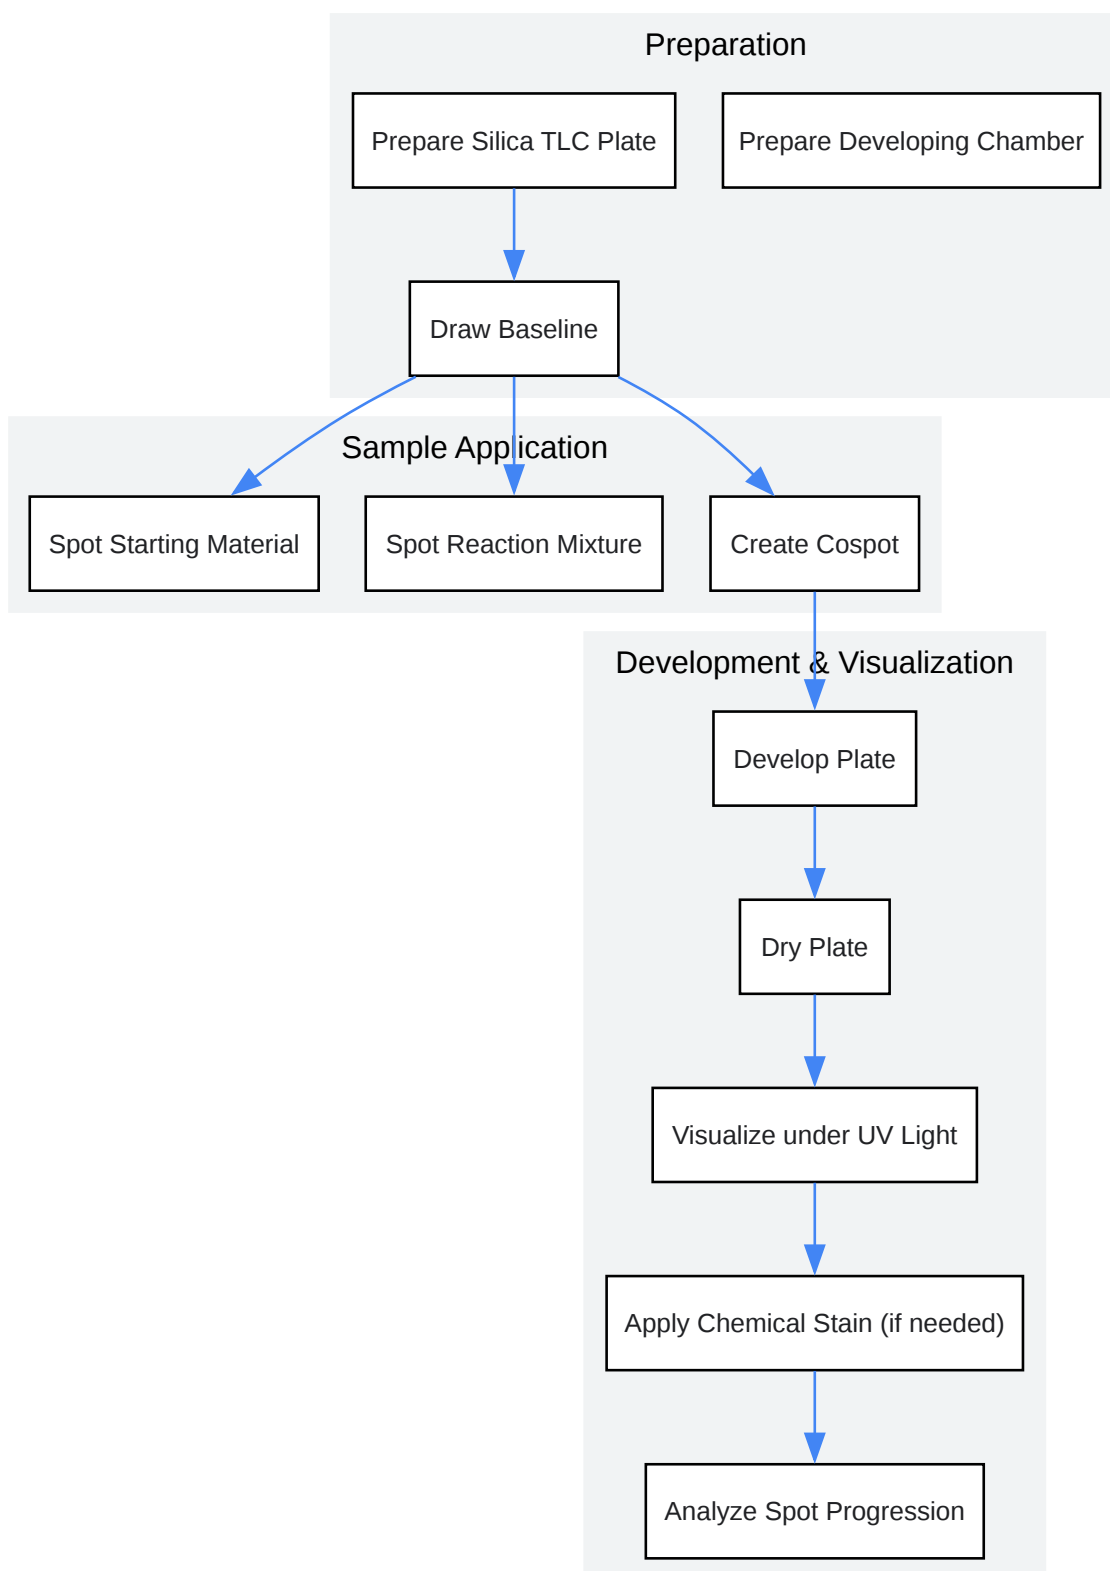 Preparation
Prepare Silica TLC Plate
Prepare Developing Chamber
Draw Baseline
Sample Application
Spot Starting Material
Spot Reaction Mixture
Create Cospot
Development & Visualization
Develop Plate
Dry Plate
Visualize under UV Light
Apply Chemical Stain (if needed)
Analyze Spot Progression